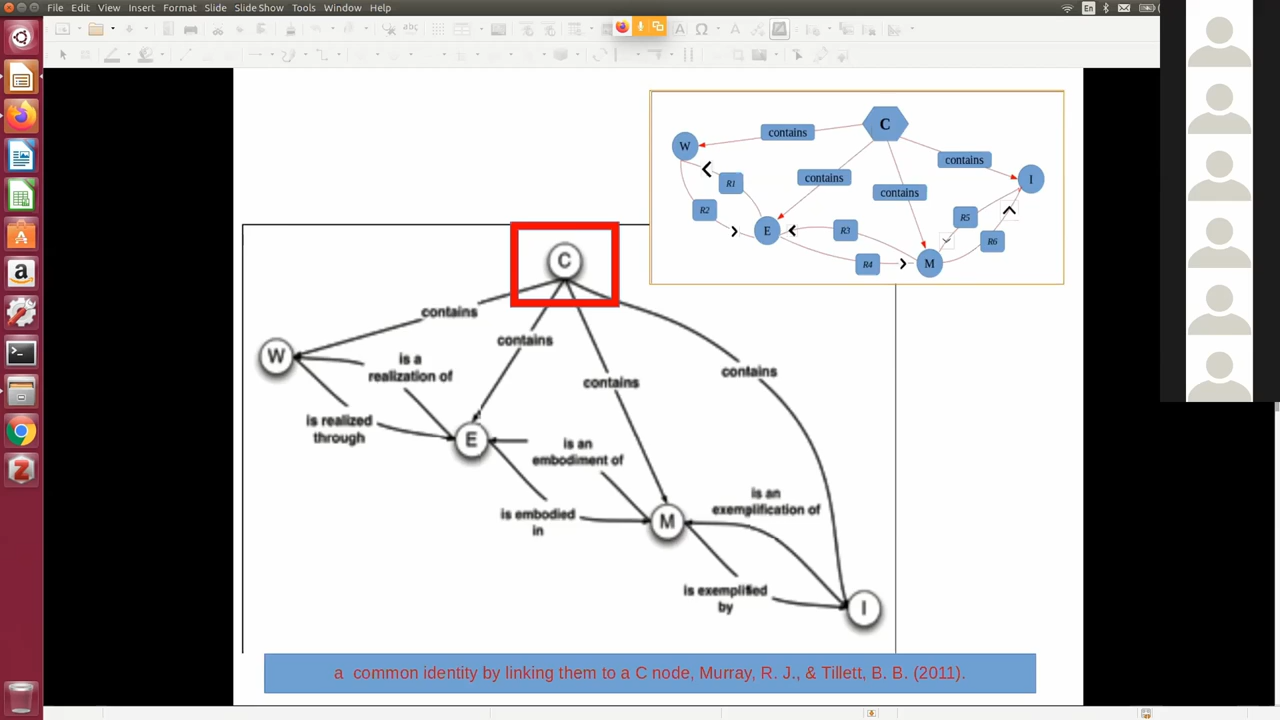 File Edit View Insert Format Slide Slide Show Tools Window Help
En
C
W
contains
contains
contains
contains
I
R1
R2
E
R3
R4
M
R5
R6
C
contains
contains
contains
contains
W
is a
realization of
is realized
through
E
is an
embodiment of
is embodied
in
M
is an
exemplification of
is exemplified
by
I
a common identity by linking them to a C node, Murray, R. J., & Tillett, B. B. (2011).